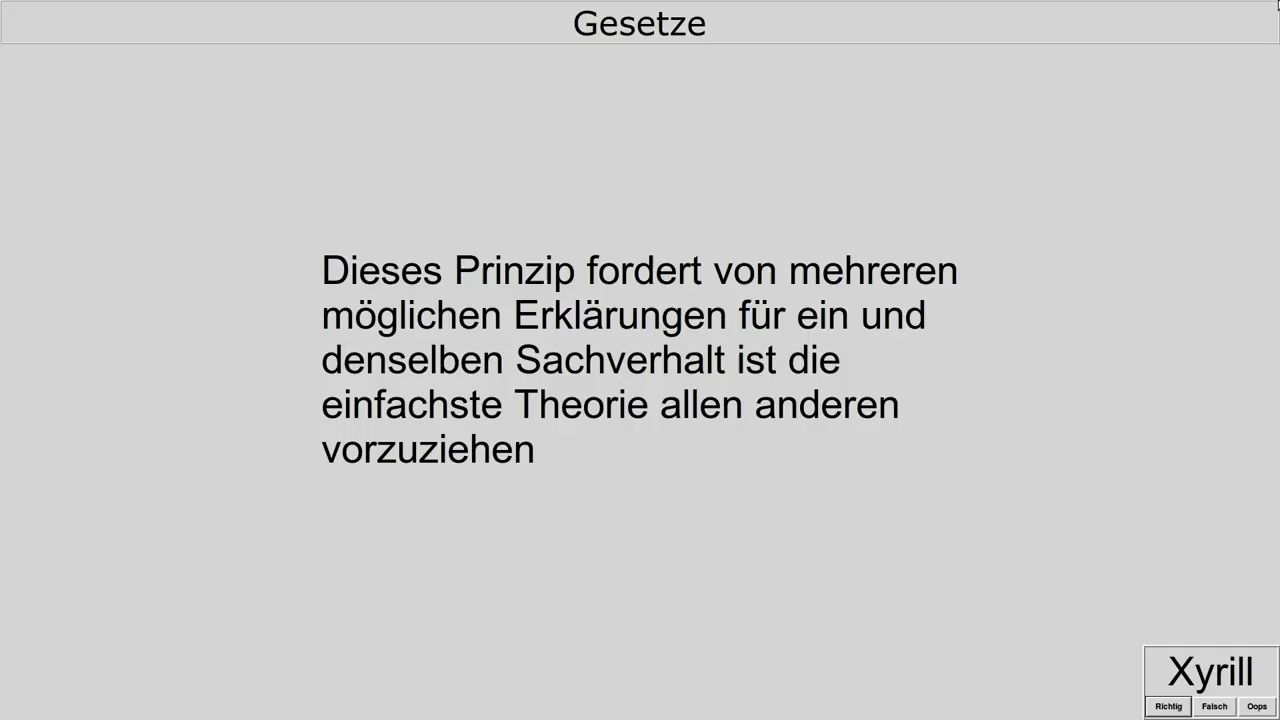 Gesetze
Dieses Prinzip fordert von mehreren
möglichen Erklärungen für ein und
denselben Sachverhalt ist die
einfachste Theorie allen anderen
vorzuziehen
Xyrill
Richtig Falsch Oops